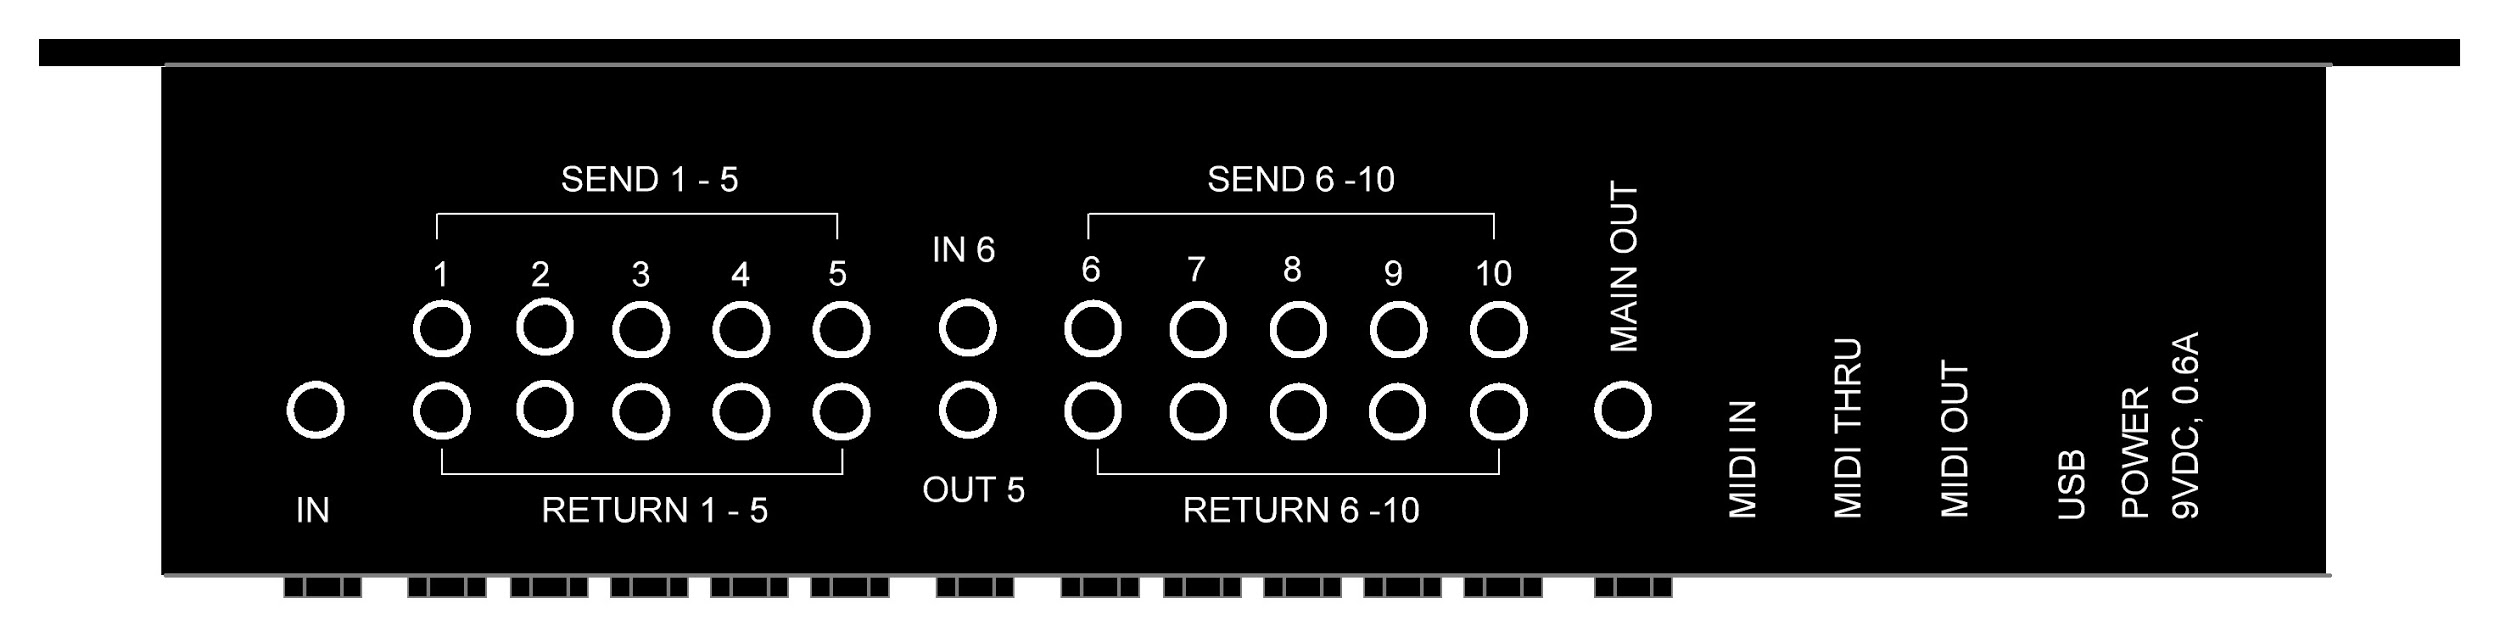 SEND 1 - 5
SEND 6 -10
1 2 3 4 5
IN 6
6 7 8 9 10
MAIN OUT
IN
RETURN 1 - 5
OUT 5
RETURN 6 -10
MIDI IN
MIDI THRU
MIDI OUT
USB
POWER
9VDC, 0.6A